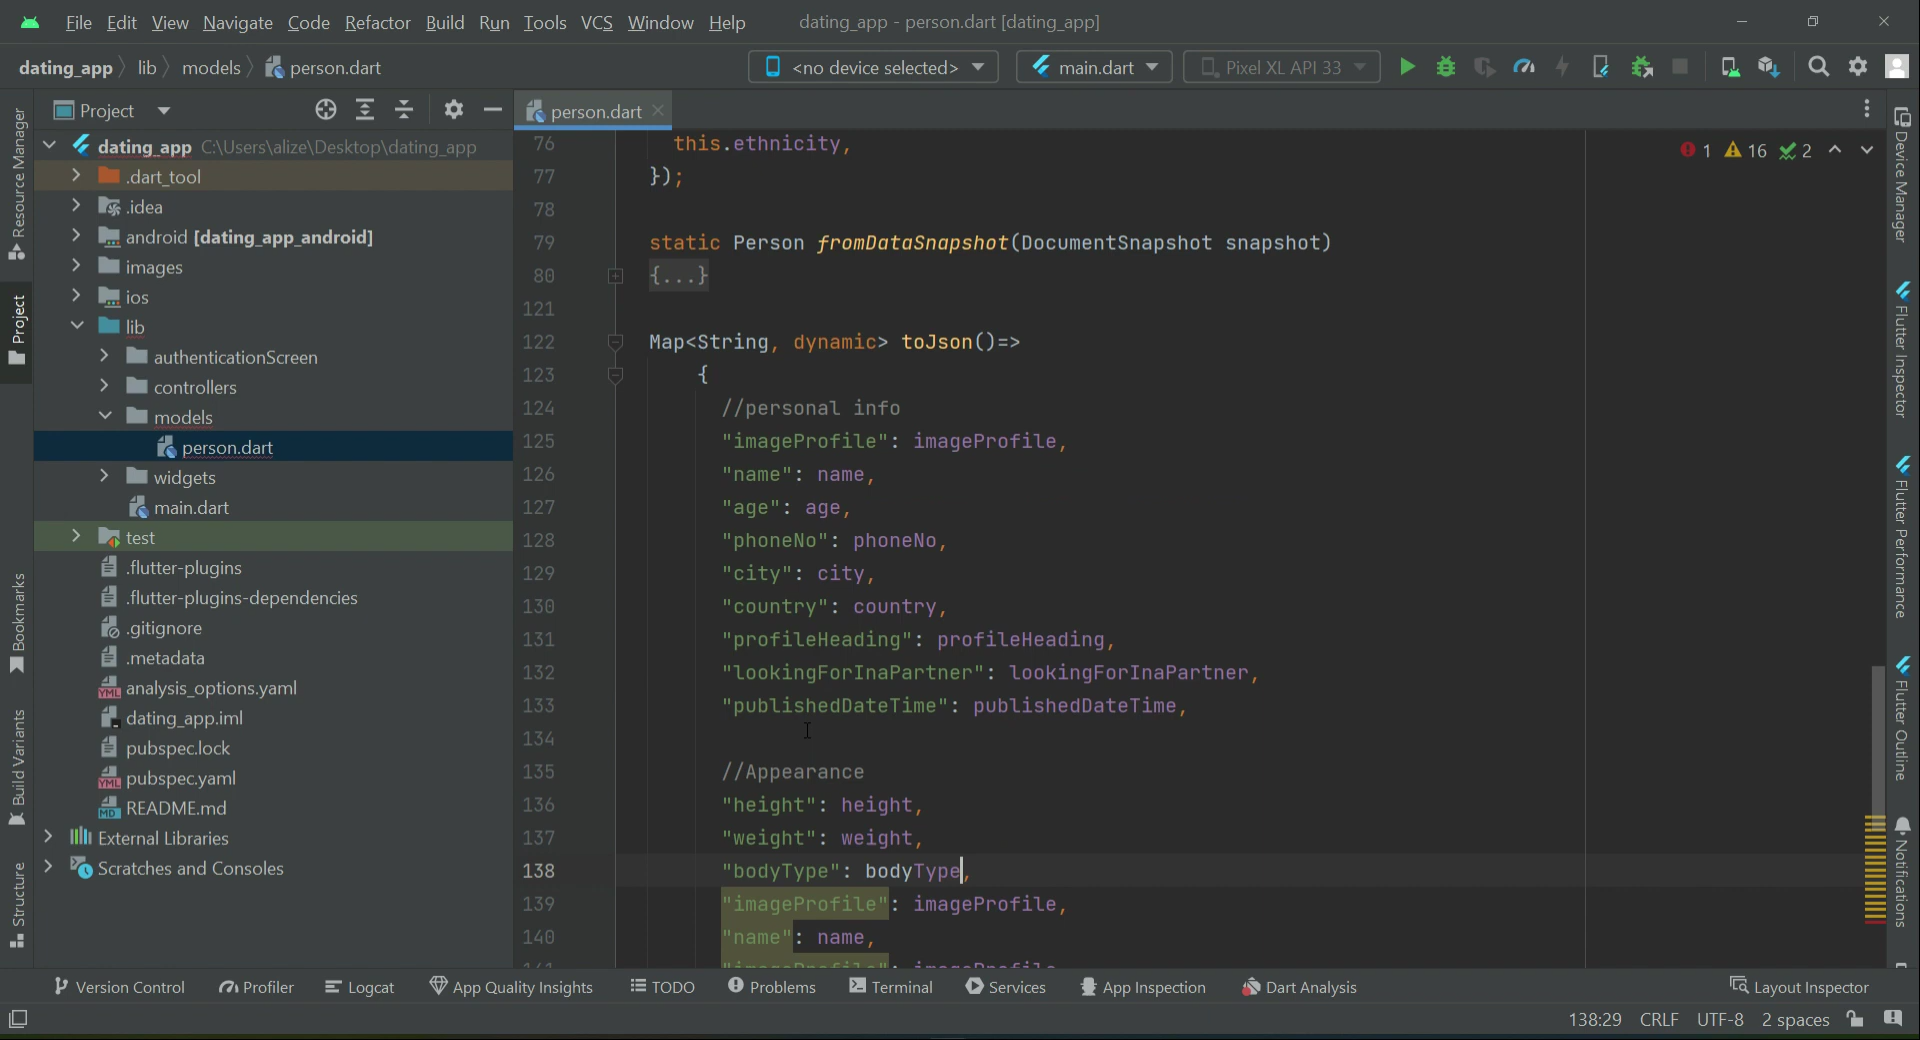 File Edit View Navigate Code Refactor Build Run Tools VCS Window Help dating_app - person.dart [dating_app]
dating_app lib models person.dart <no device selected> main.dart Pixel XL API 33
Project
person.dart
dating_app C:\Users\alize\Desktop\dating_app
.dart_tool
.idea
android [dating_app_android]
images
ios
lib
authenticationScreen
controllers
models
person.dart
widgets
main.dart
test
.flutter-plugins
.flutter-plugins-dependencies
.gitignore
.metadata
analysis_options.yaml
dating_app.iml
pubspec.lock
pubspec.yaml
README.md
External Libraries
Scratches and Consoles
Resource Manager
Project
Bookmarks
Build Variants
Structure
1 16 2
76 this.ethnicity,
77 });
78
79 static Person fromDataSnapshot(DocumentSnapshot snapshot)
80 {...}
121
122 Map<String, dynamic> toJson()=>
123 {
124 //personal info
125 "imageProfile": imageProfile,
126 "name": name,
127 "age": age,
128 "phoneNo": phoneNo,
129 "city": city,
130 "country": country,
131 "profileHeading": profileHeading,
132 "lookingForInaPartner": lookingForInaPartner,
133 "publishedDateTime": publishedDateTime,
134
135 //Appearance
136 "height": height,
137 "weight": weight,
138 "bodyType": bodyType,
139 "imageProfile": imageProfile,
140 "name": name,
Device Manager
Flutter Inspector
Flutter Performance
Flutter Outline
Notifications
Version Control Profiler Logcat App Quality Insights TODO Problems Terminal Services App Inspection Dart Analysis Layout Inspector
138:29 CRLF UTF-8 2 spaces